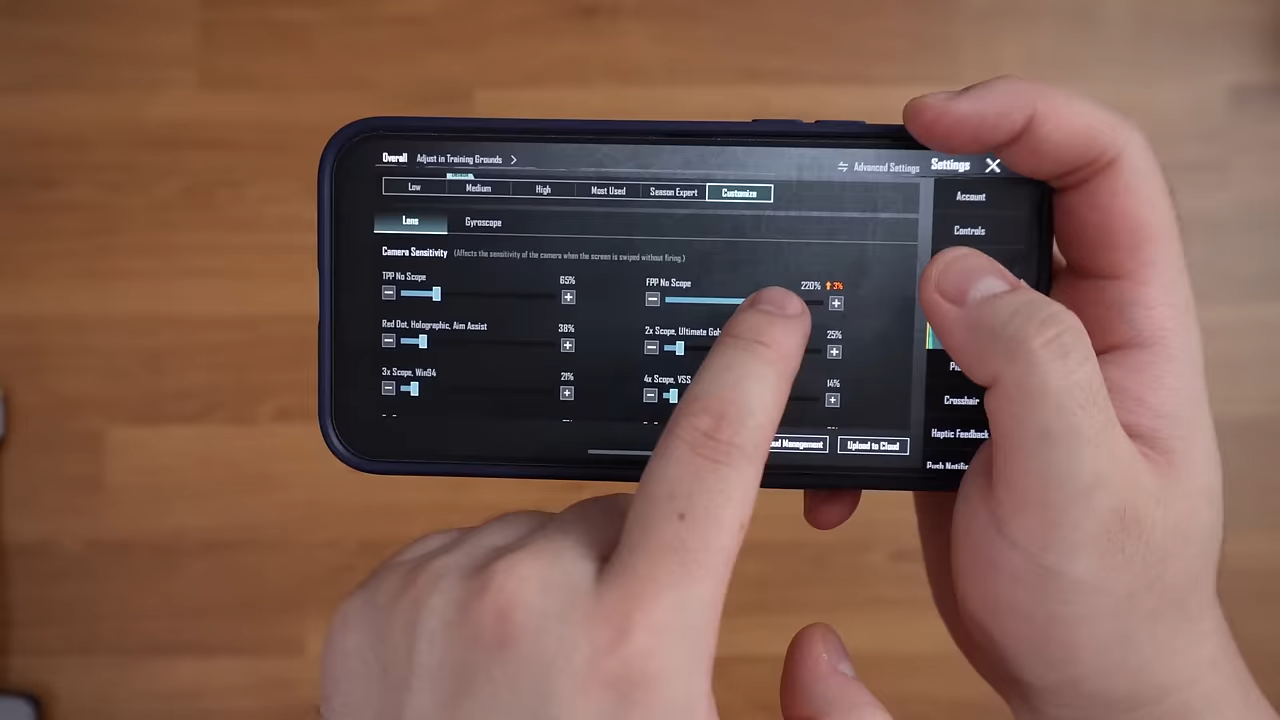 Overall
Adjust in Training Grounds
Advanced Settings
Settings
Low
Medium
High
Most Used
Season Expert
Customize
Lens
Gyroscope
Camera Sensitivity (Affects the sensitivity of the camera when the screen is swiped without firing.)
TPP No Scope
65%
FPP No Scope
220% 3%
Red Dot, Holographic, Aim Assist
38%
2x Scope, Ultimate
25%
3x Scope, Win94
21%
4x Scope, VSS
14%
Management
Upload to Cloud
Account
Controls
Crosshair
Haptic Feedback
Push